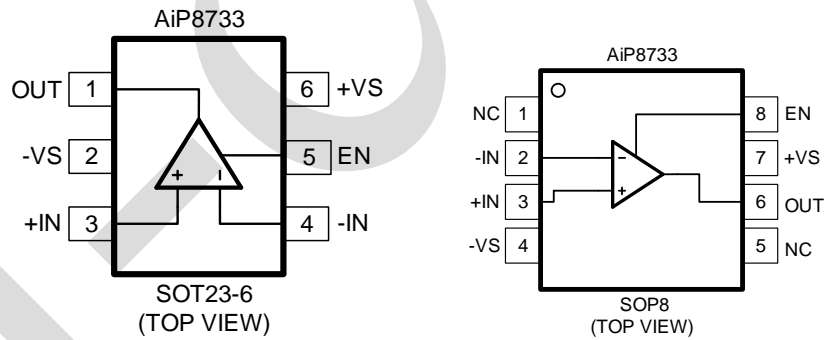 AiP8733
OUT 1
6 +VS
-VS 2
5 EN
+IN 3
4 -IN
+ -
SOT23-6
(TOP VIEW)
AiP8733
NC 1
8 EN
-IN 2
7 +VS
+IN 3
6 OUT
-VS 4
5 NC
-
+
SOP8
(TOP VIEW)